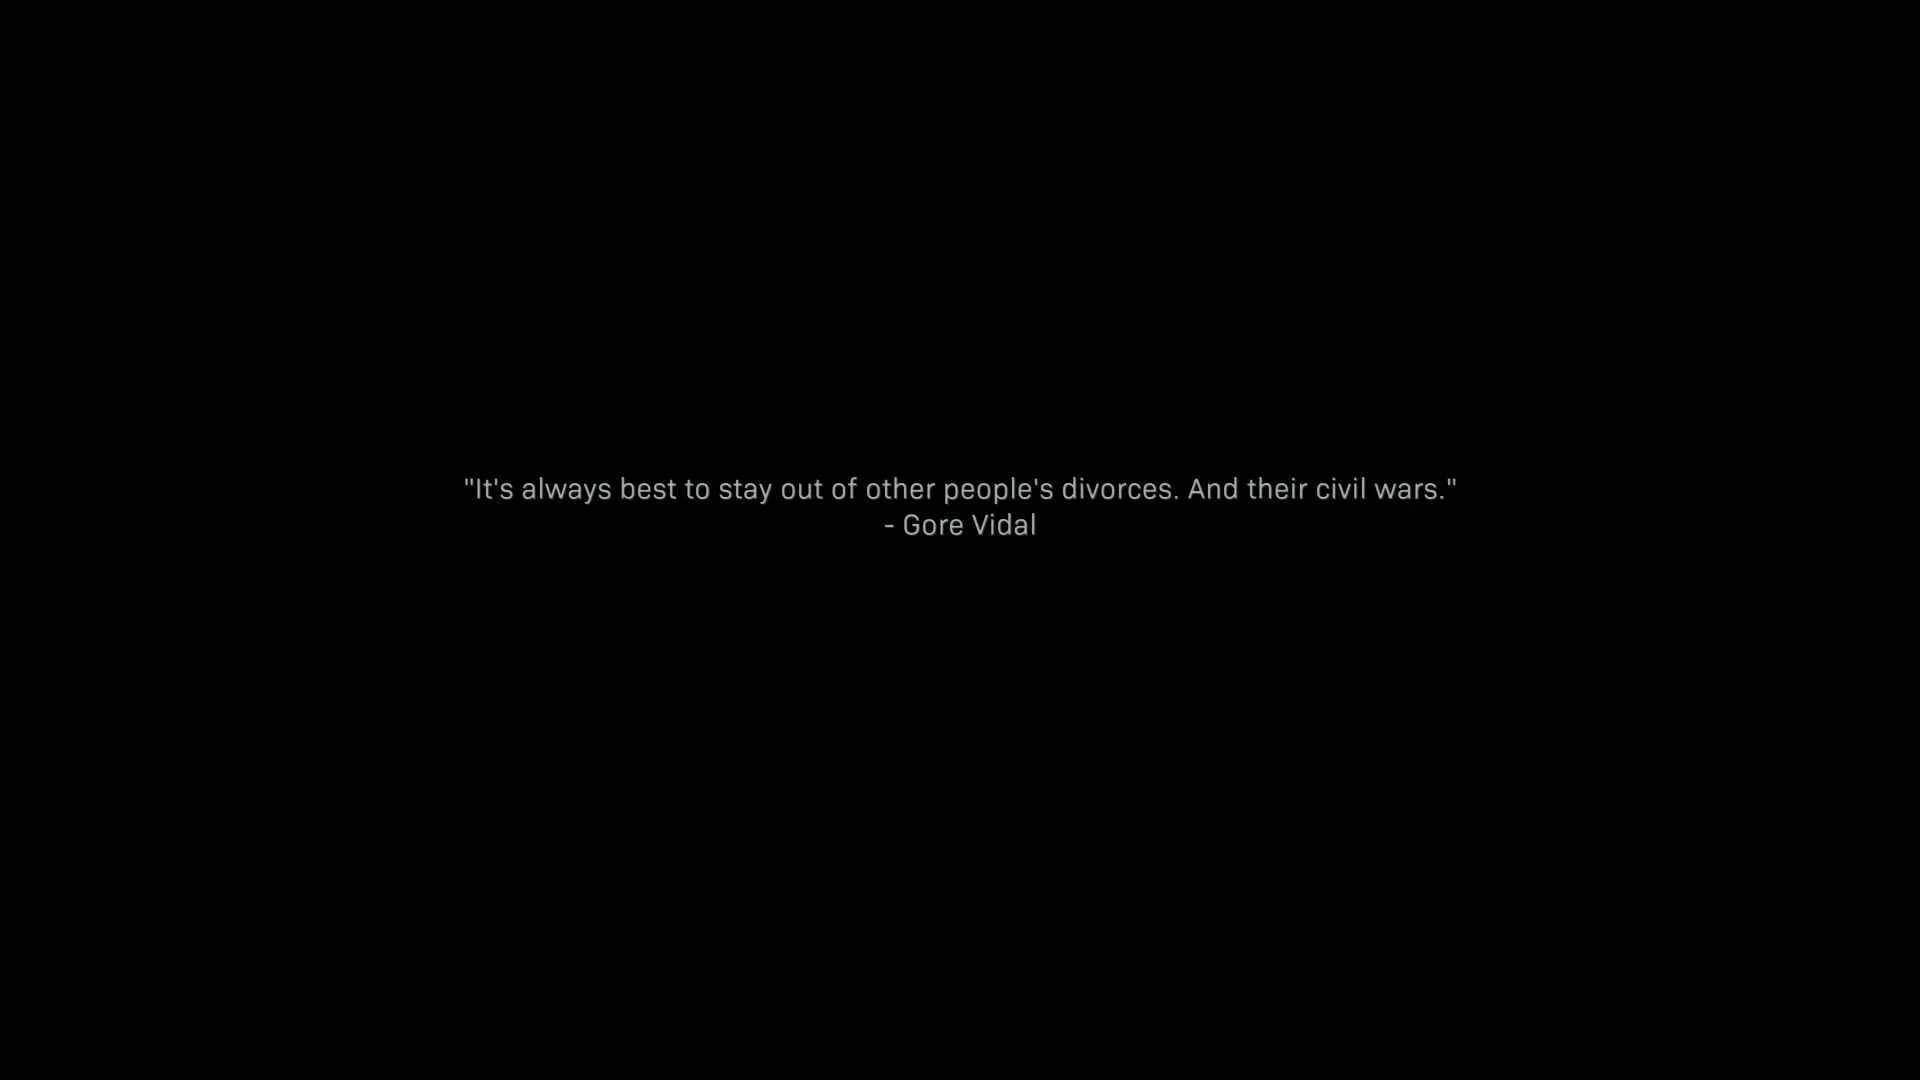 "It's always best to stay out of other people's divorces. And their civil wars."
- Gore Vidal